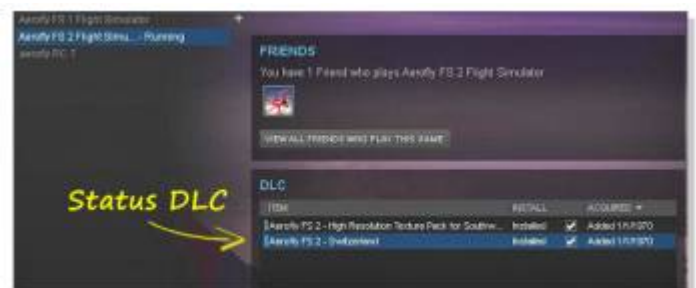 Aerofly FS 1 Flight Simulator
Aerofly FS 2 Flight Simu... - Running
aerofly RC 7
FRIENDS
You have 1 Friend who plays Aerofly FS 2 Flight Simulator
VIEW ALL FRIENDS WHO PLAY THIS GAME
DLC
ITEM INSTALL ACQUIRED
Aerofly FS 2 - High Resolution Texture Pack for Southw... Installed Added 1/1/1970
Aerofly FS 2 - Switzerland Installed Added 1/1/1970
Status DLC